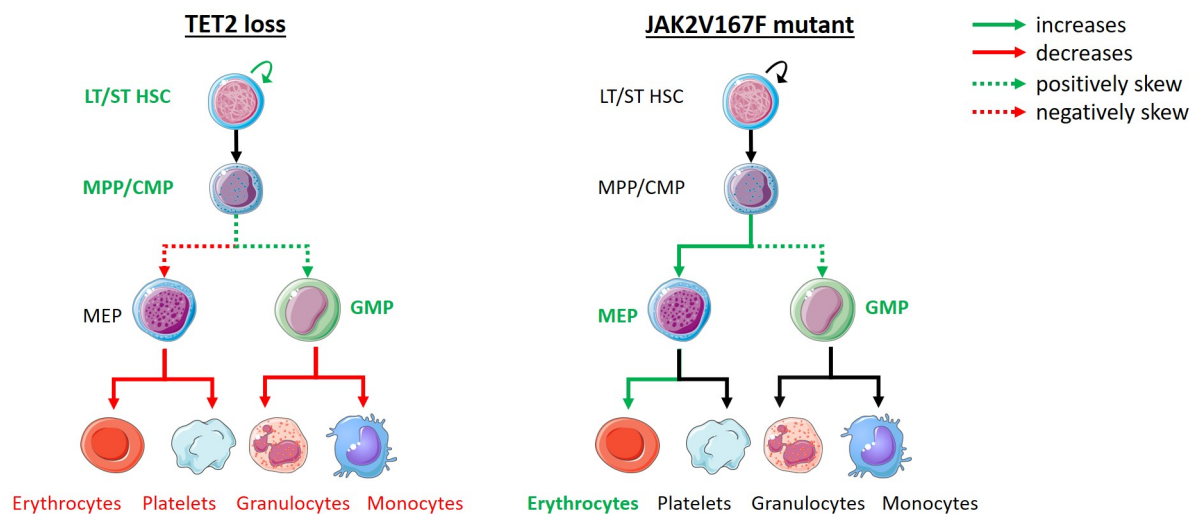 TET2 loss
LT/ST HSC
MPP/CMP
MEP
GMP
Erythrocytes Platelets Granulocytes Monocytes
JAK2V167F mutant
LT/ST HSC
MPP/CMP
MEP
GMP
Erythrocytes Platelets Granulocytes Monocytes
increases
decreases
positively skew
negatively skew